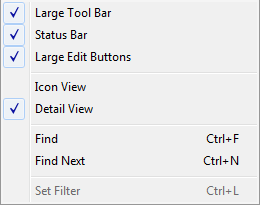 Large Tool Bar
Status Bar
Large Edit Buttons
Icon View
Detail View
Find Ctrl+F
Find Next Ctrl+N
Set Filter Ctrl+L